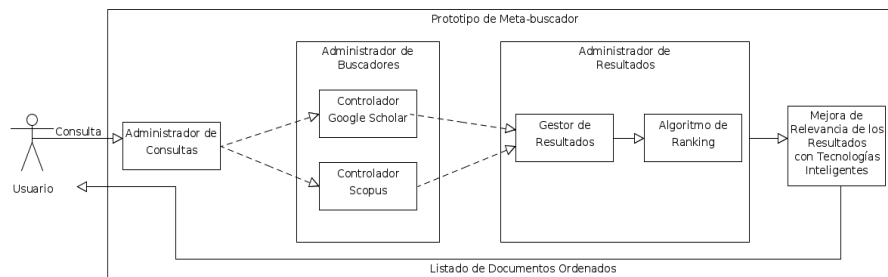 Prototipo de Meta-buscador
Administrador de
Buscadores
Administrador de
Resultados
Controlador
Google Scholar
Controlador
Scopus
Consulta
Usuario
Administrador de
Consultas
Gestor de
Resultados
Algoritmo de
Ranking
Mejora de
Relevancia de los
Resultados
con Tecnologías
Inteligentes
Listado de Documentos Ordenados